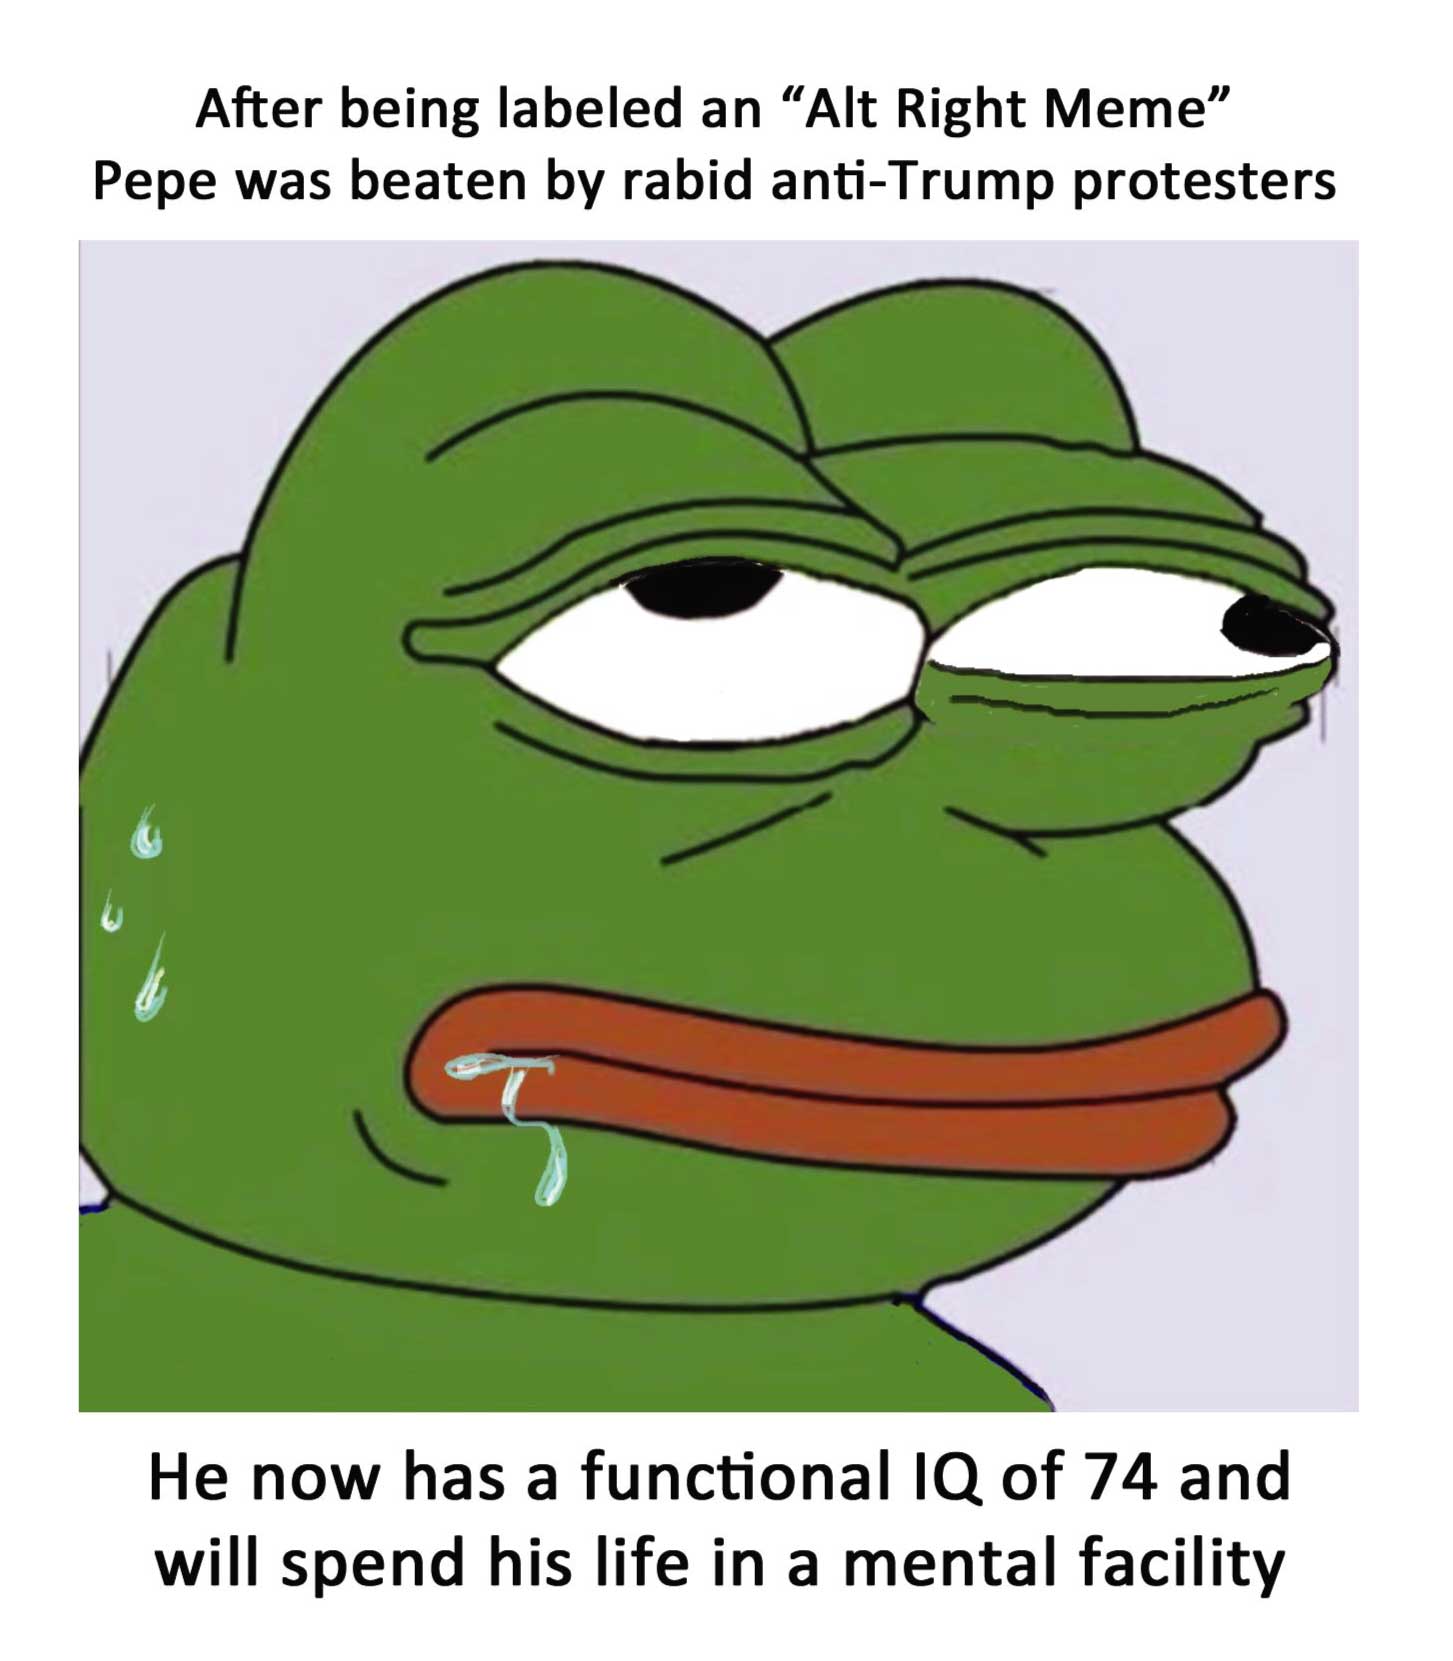 After being labeled an “Alt Right Meme”
Pepe was beaten by rabid anti-Trump protesters
He now has a functional IQ of 74 and
will spend his life in a mental facility